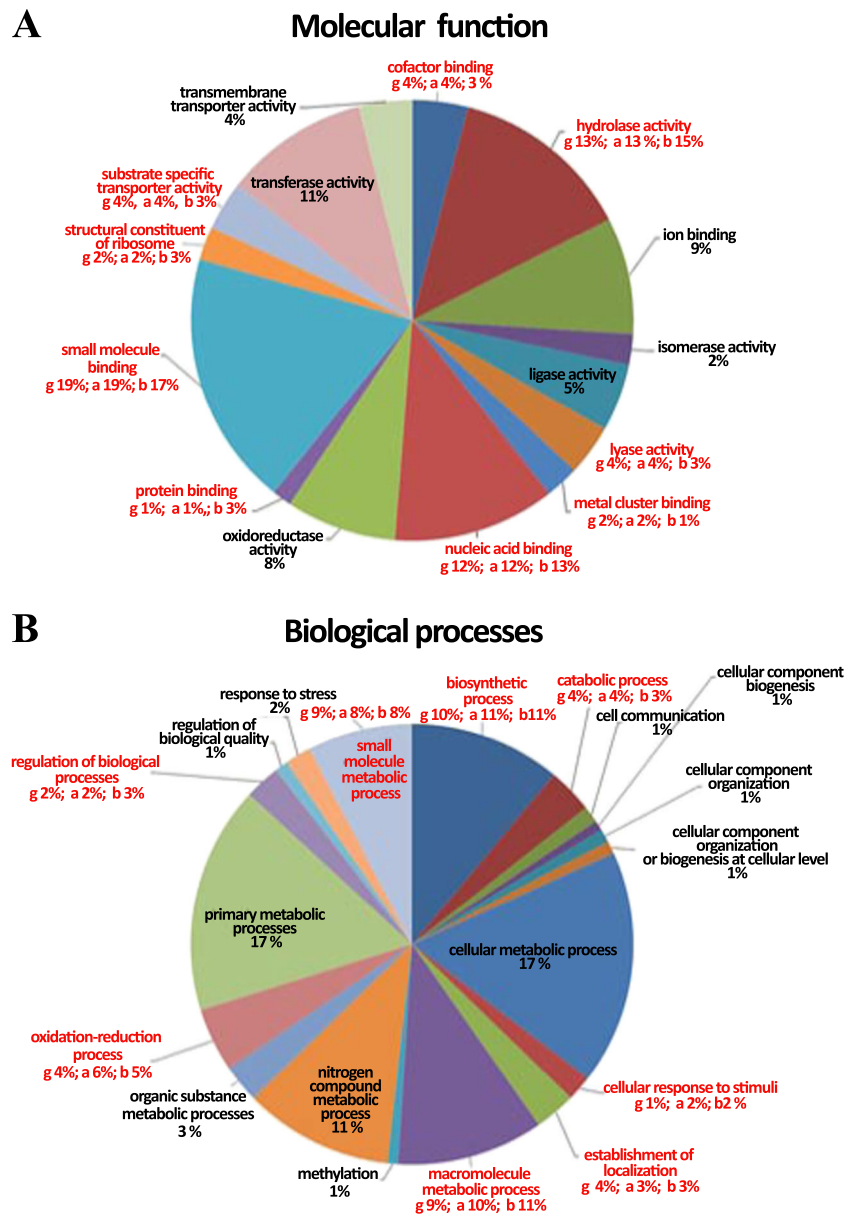 A
Molecular function
cofactor binding
g 4%; a 4%; 3 %
transmembrane
transporter activity
4%
hydrolase activity
g 13%; a 13 %; b 15%
substrate specific
transporter activity
g 4%, a 4%, b 3%
transferase activity
11%
structural constituent
of ribosome
g 2%; a 2%; b 3%
ion binding
9%
isomerase activity
2%
small molecule
binding
g 19%; a 19%; b 17%
ligase activity
5%
lyase activity
g 4%; a 4%; b 3%
protein binding
g 1%; a 1%,; b 3%
metal cluster binding
g 2%; a 2%; b 1%
oxidoreductase
activity
8%
nucleic acid binding
g 12%; a 12%; b 13%
B
Biological processes
cellular component
biogenesis
1%
biosynthetic
process
g 10%; a 11%; b11%
catabolic process
g 4%; a 4%; b 3%
response to stress
2%
g 9%; a 8%; b 8%
cell communication
1%
regulation of
biological quality
1%
small
molecule
metabolic
process
regulation of biological
processes
g 2%; a 2%; b 3%
cellular component
organization
1%
cellular component
organization
or biogenesis at cellular level
1%
primary metabolic
processes
17 %
cellular metabolic process
17 %
oxidation-reduction
process
g 4%; a 6%; b 5%
nitrogen
compound
metabolic
process
11 %
organic substance
metabolic processes
3 %
cellular response to stimuli
g 1%; a 2%; b2 %
establishment of
localization
g 4%; a 3%; b 3%
methylation
1%
macromolecule
metabolic process
g 9%; a 10%; b 11%